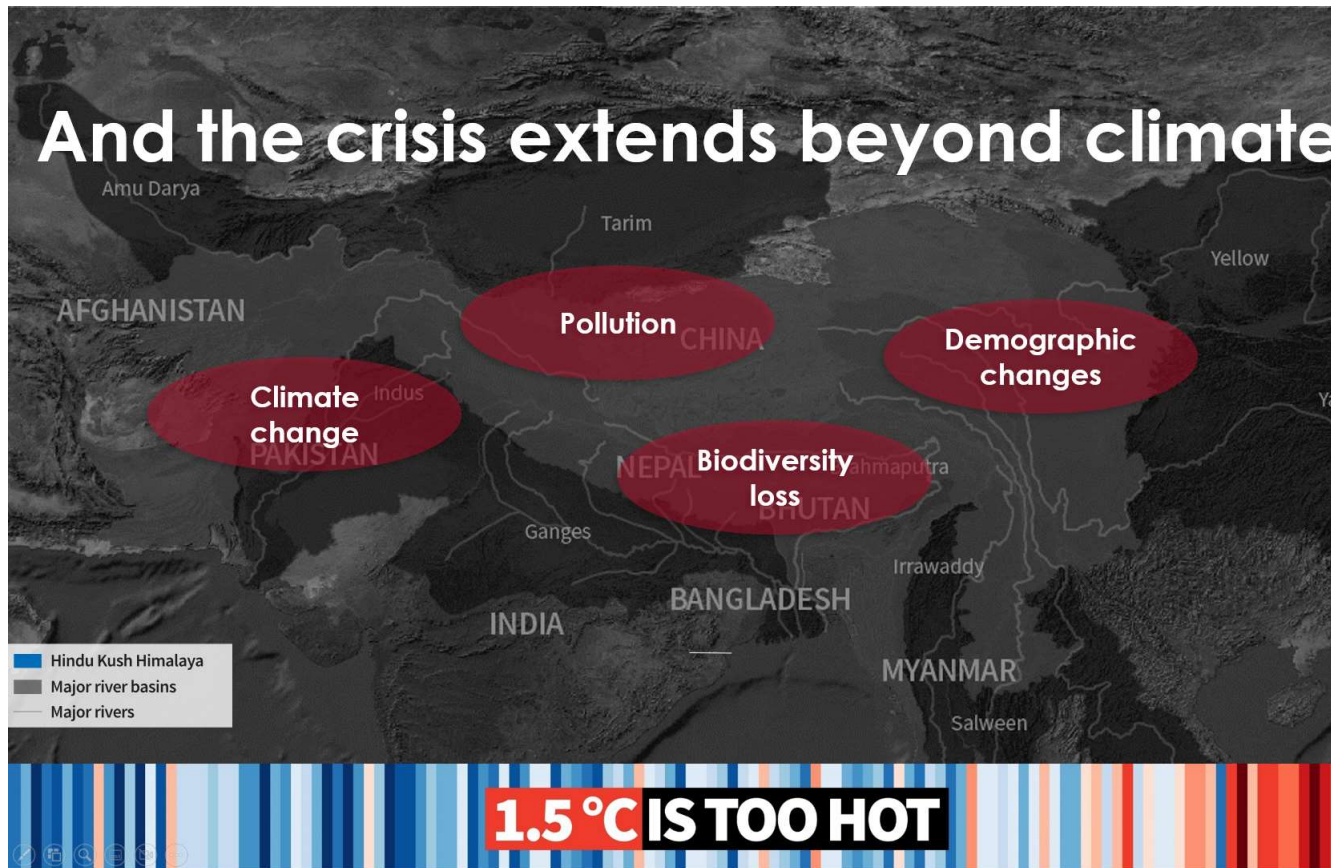 And the crisis extends beyond climate
Amu Darya
Tarim
Yellow
AFGHANISTAN
Pollution
CHINA
Demographic
changes
Climate
change
Indus
PAKISTAN
NEPAL
Biodiversity
loss
BHUTAN
Ganges
Irrawaddy
BANGLADESH
INDIA
MYANMAR
Salween
Hindu Kush Himalaya
Major river basins
Major rivers
1.5 °C IS TOO HOT